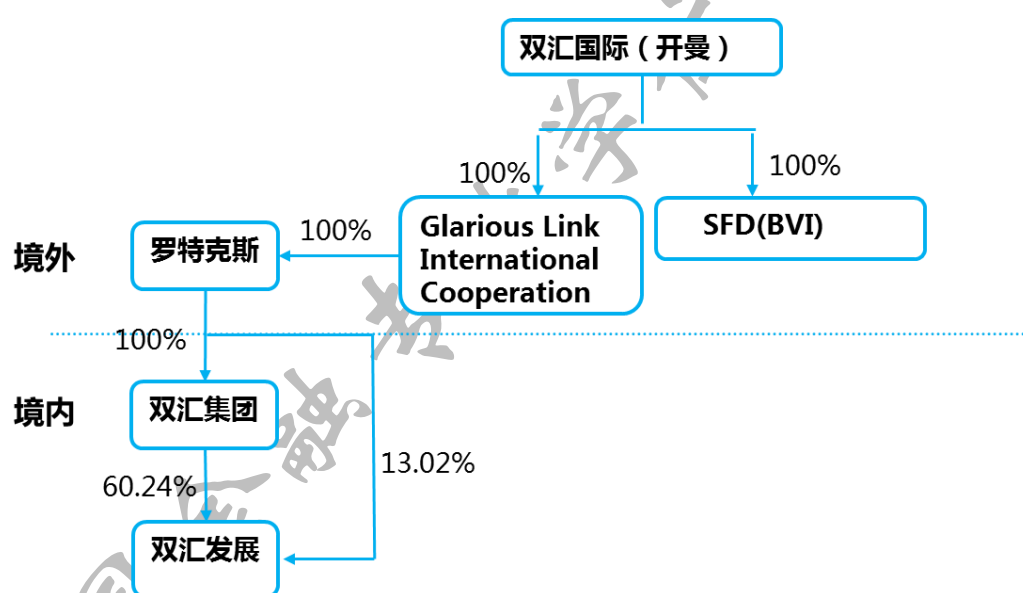 双汇国际（开曼）
100%
100%
Glarious Link
International
Cooperation
SFD(BVI)
100%
罗特克斯
境外
100%
境内
双汇集团
13.02%
60.24%
双汇发展